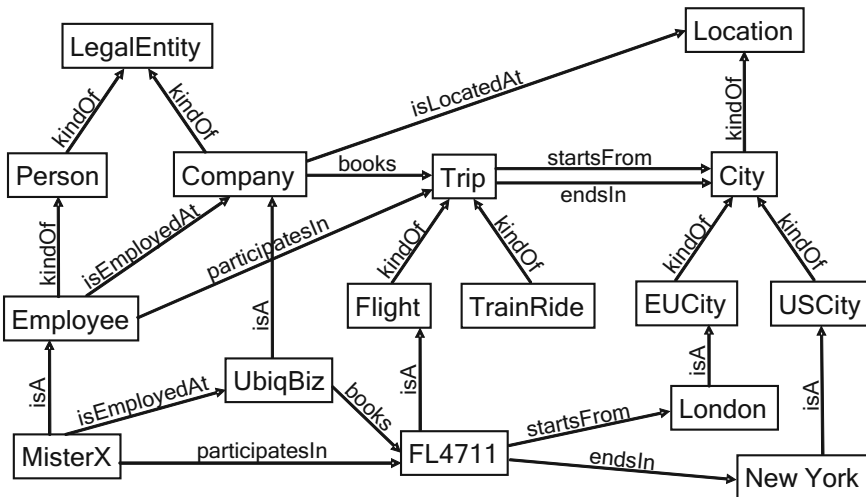 LegalEntity
Location
kindOf
kindOf
isLocatedAt
kindOf
Person
Company
books
Trip
startsFrom
endsIn
City
kindOf
isEmployedAt
participatesIn
kindOf
kindOf
kindOf
kindOf
Employee
isA
Flight
TrainRide
EUCity
USCity
isA
isEmployedAt
UbiqBiz
books
isA
startsFrom
isA
London
isA
MisterX
participatesIn
FL4711
endsIn
New York